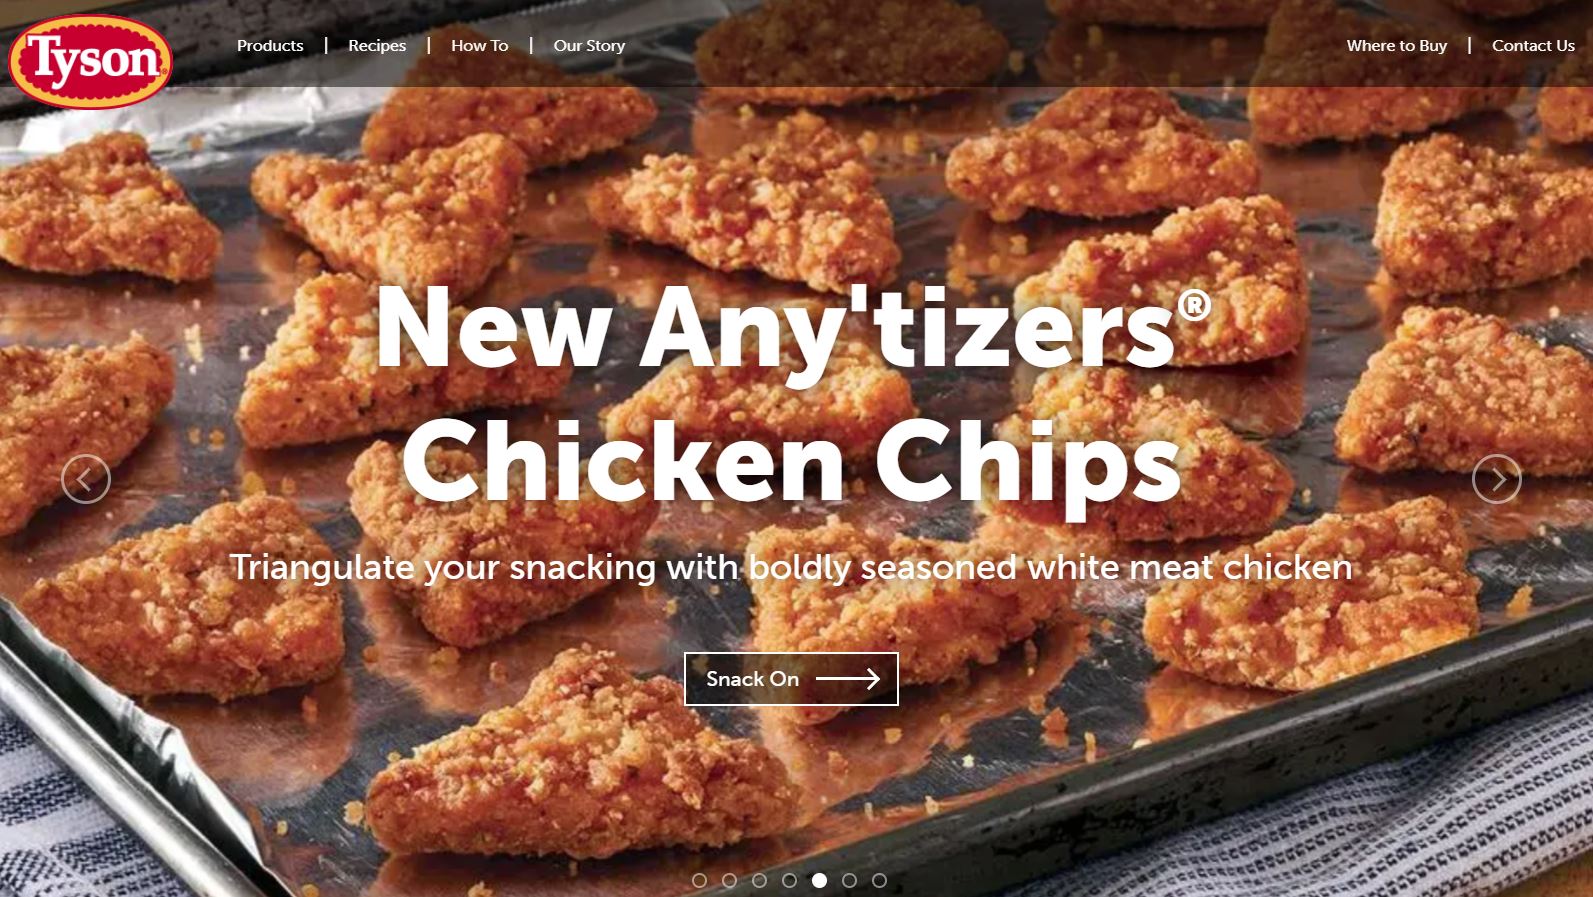 Tyson
Products | Recipes | How To | Our Story
Where to Buy | Contact Us
New Any'tizers®
Chicken Chips
Triangulate your snacking with boldly seasoned white meat chicken
Snack On